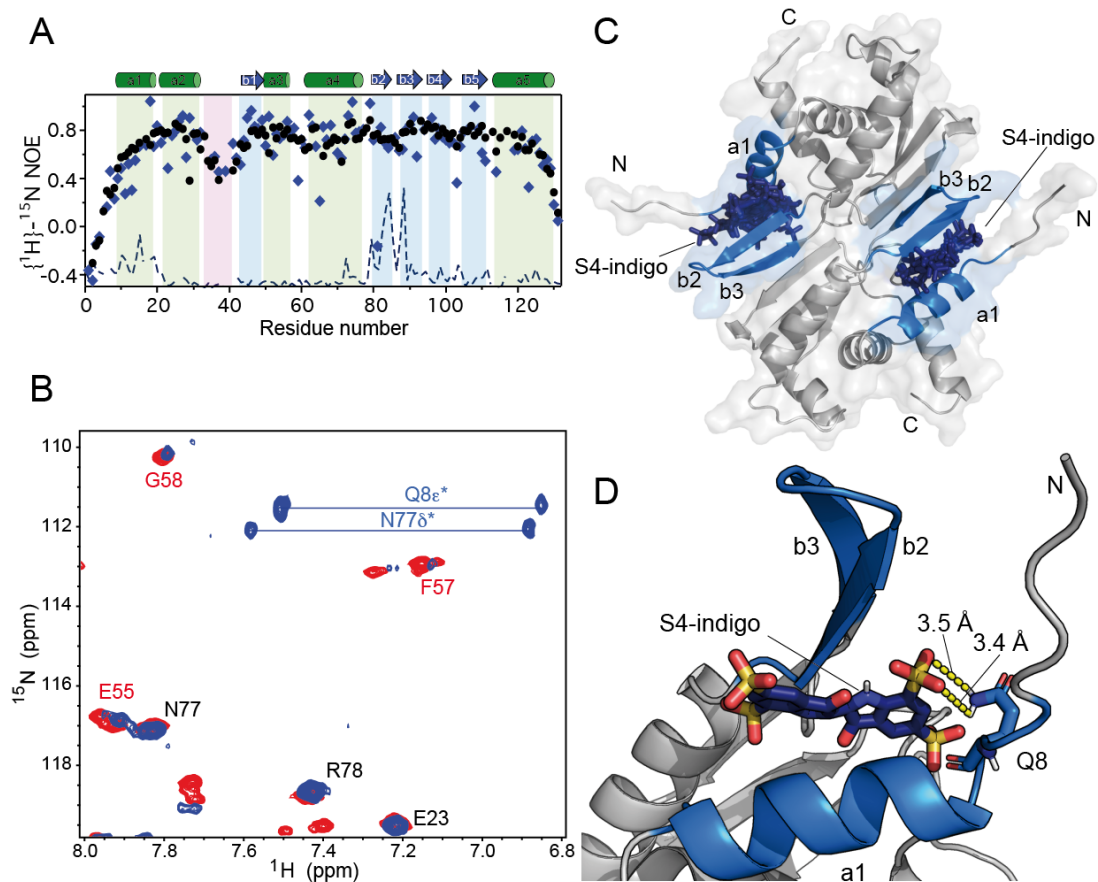 A
a1 a2 b1 a3 a4 b2 b3 b4 b5 a5
{¹H}-¹⁵N NOE
0.8
0.4
0.0
-0.4
0 20 40 60 80 100 120
Residue number
B
¹⁵N (ppm)
110
112
114
116
118
G58
Q8ε*
N77δ*
F57
E55
N77
R78
E23
8.0 7.8 7.6 7.4 7.2 7.0 6.8
¹H (ppm)
C
C
a1
S4-indigo
N
b3 b2
N
S4-indigo
b2
b3
a1
C
D
N
b3
b2
3.5 Å
S4-indigo
3.4 Å
Q8
a1